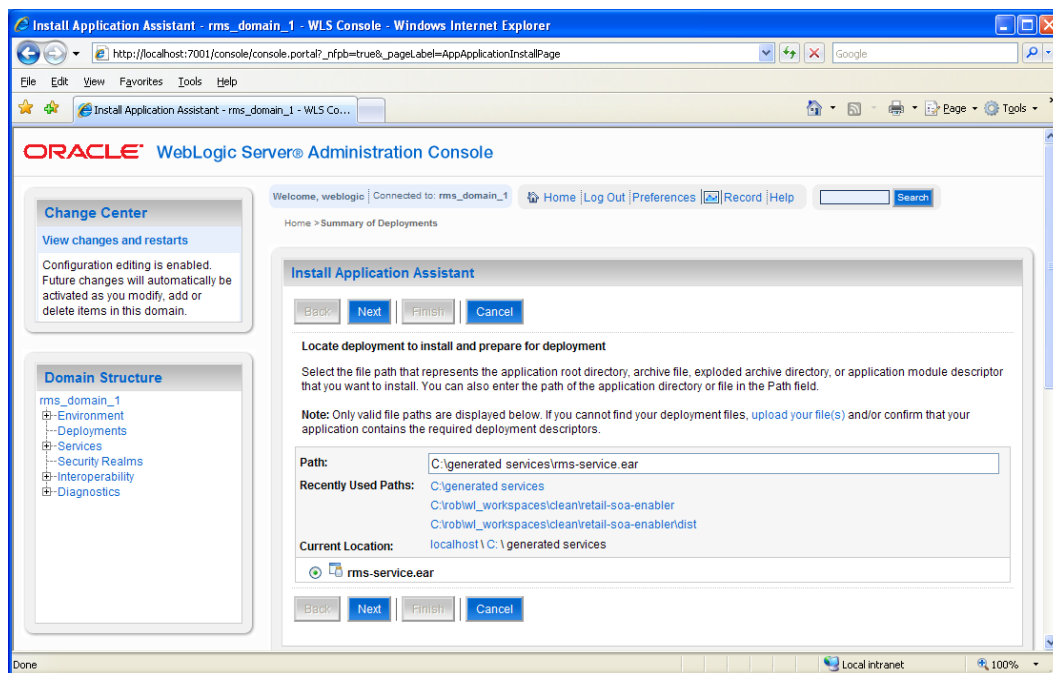 Install Application Assistant - rms_domain_1 - WLS Console - Windows Internet Explorer
http://localhost:7001/console/console.portal?_nfpb=true&_pageLabel=AppApplicationInstallPage
Google
File Edit View Favorites Tools Help
Install Application Assistant - rms_domain_1 - WLS Co...
Page Tools
ORACLE WebLogic Server® Administration Console
Change Center
View changes and restarts
Configuration editing is enabled.
Future changes will automatically be
activated as you modify, add or
delete items in this domain.
Domain Structure
rms_domain_1
Environment
Deployments
Services
Security Realms
Interoperability
Diagnostics
Welcome, weblogic Connected to: rms_domain_1 Home Log Out Preferences Record Help Search
Home > Summary of Deployments
Install Application Assistant
Back Next Finish Cancel
Locate deployment to install and prepare for deployment
Select the file path that represents the application root directory, archive file, exploded archive directory, or application module descriptor
that you want to install. You can also enter the path of the application directory or file in the Path field.
Note: Only valid file paths are displayed below. If you cannot find your deployment files, upload your file(s) and/or confirm that your
application contains the required deployment descriptors.
Path: C:\generated services\rms-service.ear
Recently Used Paths: C:\generated services
C:\rob\wl_workspaces\clean\retail-soa-enabler
C:\rob\wl_workspaces\clean\retail-soa-enabler\dist
Current Location: localhost \ C: \ generated services
rms-service.ear
Back Next Finish Cancel
Done Local intranet 100%